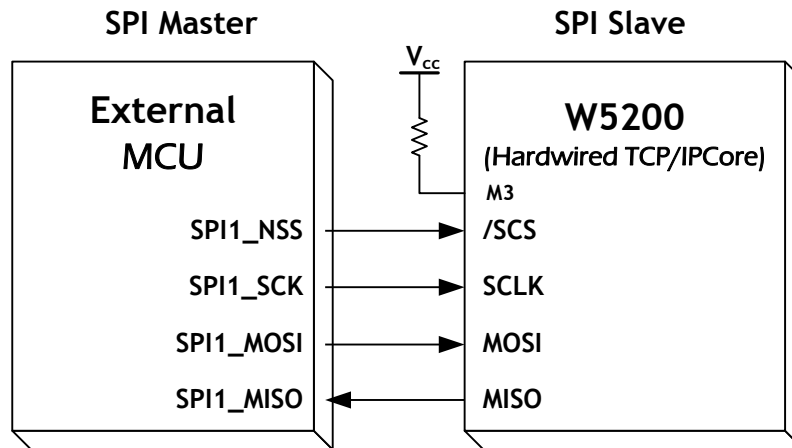 SPI Master
SPI Slave
Vcc
External
MCU
W5200
(Hardwired TCP/IPCore)
M3
SPI1_NSS
/SCS
SPI1_SCK
SCLK
SPI1_MOSI
MOSI
SPI1_MISO
MISO